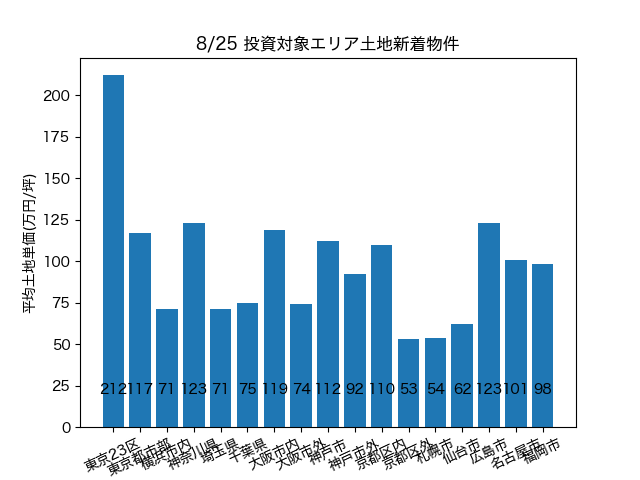 8/25 投資対象エリア土地新着物件
平均土地単価(万円/坪)
200
175
150
125
100
75
50
25
0
212 117 71 123 71 75 119 74 112 92 110 53 54 62 123 101 98
東京23区
東京都市部
横浜市内
神奈川県
埼玉県
千葉県
大阪市内
大阪市外
神戸市
神戸市外
京都区内
京都区外
札幌市
仙台市
広島市
名古屋市
福岡市